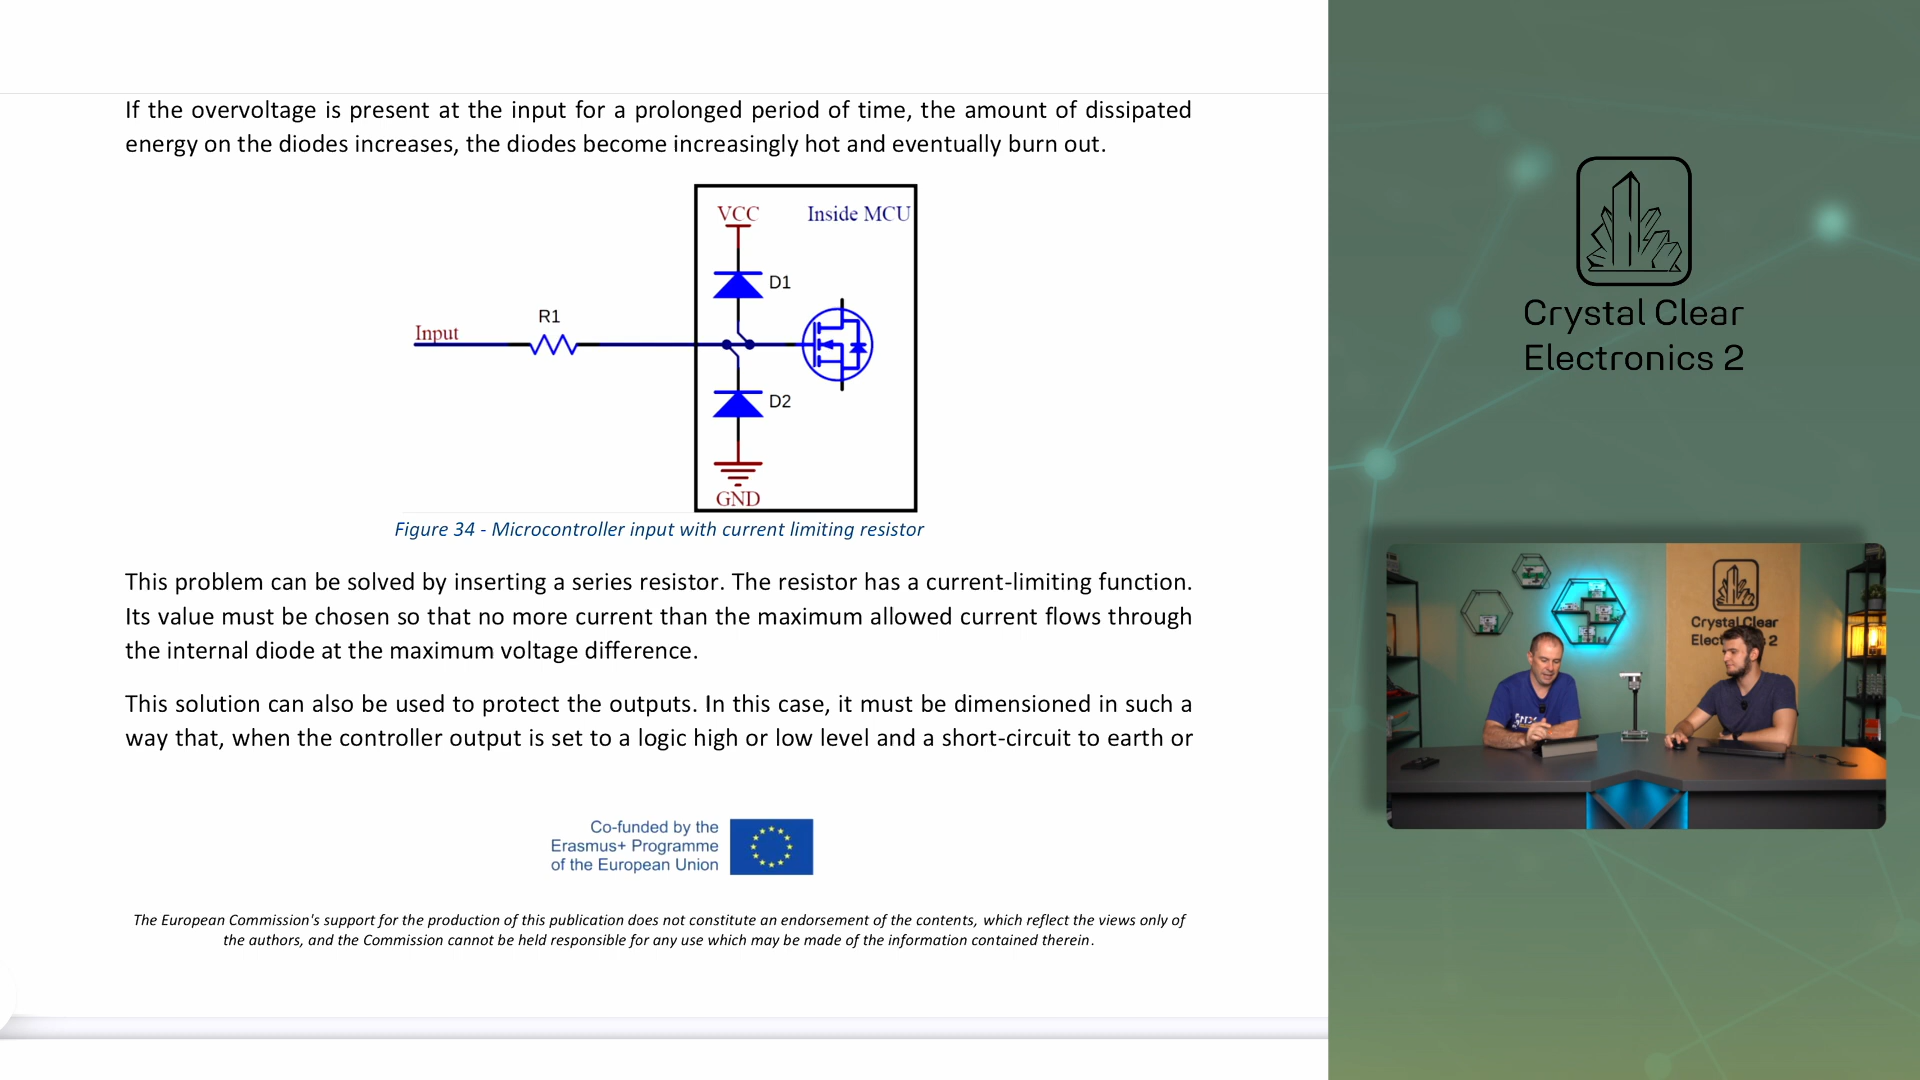 If the overvoltage is present at the input for a prolonged period of time, the amount of dissipated
energy on the diodes increases, the diodes become increasingly hot and eventually burn out.
VCC
Inside MCU
D1
R1
Input
D2
GND
Figure 34 - Microcontroller input with current limiting resistor
This problem can be solved by inserting a series resistor. The resistor has a current-limiting function.
Its value must be chosen so that no more current than the maximum allowed current flows through
the internal diode at the maximum voltage difference.
This solution can also be used to protect the outputs. In this case, it must be dimensioned in such a
way that, when the controller output is set to a logic high or low level and a short-circuit to earth or
Co-funded by the
Erasmus+ Programme
of the European Union
The European Commission's support for the production of this publication does not constitute an endorsement of the contents, which reflect the views only of
the authors, and the Commission cannot be held responsible for any use which may be made of the information contained therein.
Crystal Clear
Electronics 2
Crystal Clear